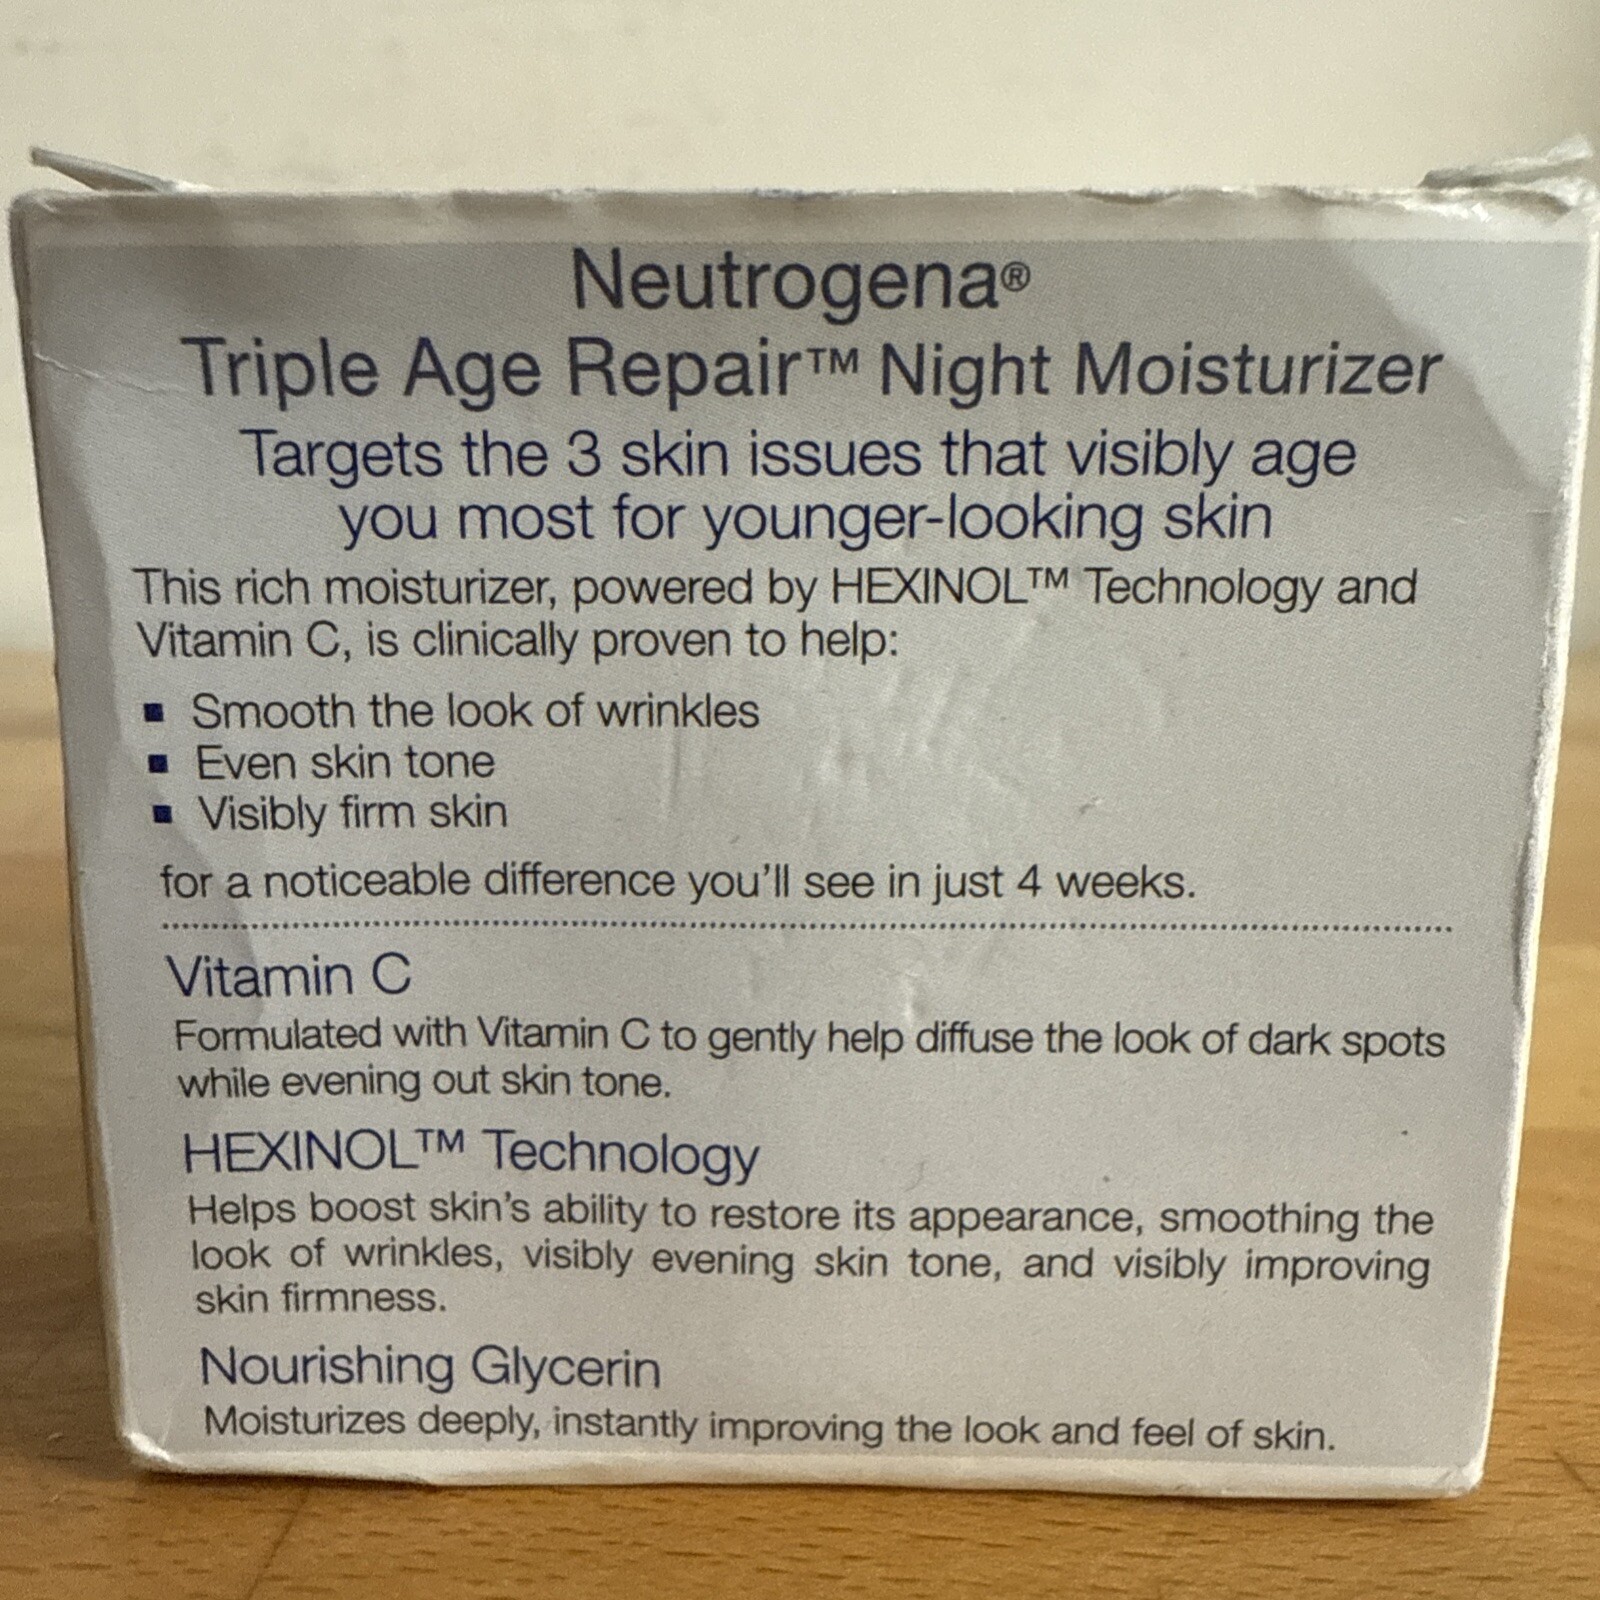 Neutrogena®
Triple Age Repair™ Night Moisturizer
Targets the 3 skin issues that visibly age
you most for younger-looking skin
This rich moisturizer, powered by HEXINOL™ Technology and
Vitamin C, is clinically proven to help:
▪ Smooth the look of wrinkles
▪ Even skin tone
▪ Visibly firm skin
for a noticeable difference you'll see in just 4 weeks.
Vitamin C
Formulated with Vitamin C to gently help diffuse the look of dark spots
while evening out skin tone.
HEXINOL™ Technology
Helps boost skin's ability to restore its appearance, smoothing the
look of wrinkles, visibly evening skin tone, and visibly improving
skin firmness.
Nourishing Glycerin
Moisturizes deeply, instantly improving the look and feel of skin.